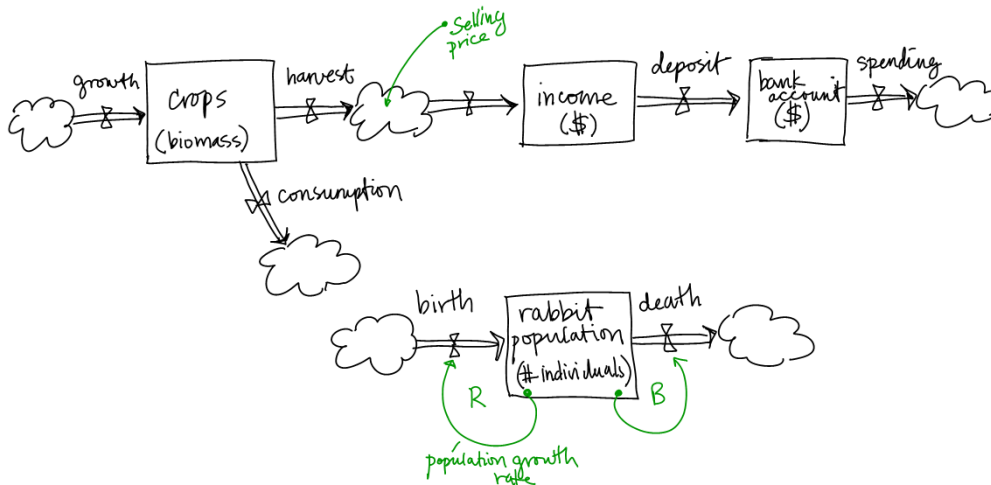 selling
price
growth
crops
(biomass)
harvest
income
($)
deposit
bank
account
($)
spending
consumption
birth
rabbit
population
(# individuals)
death
R
B
population growth
rate